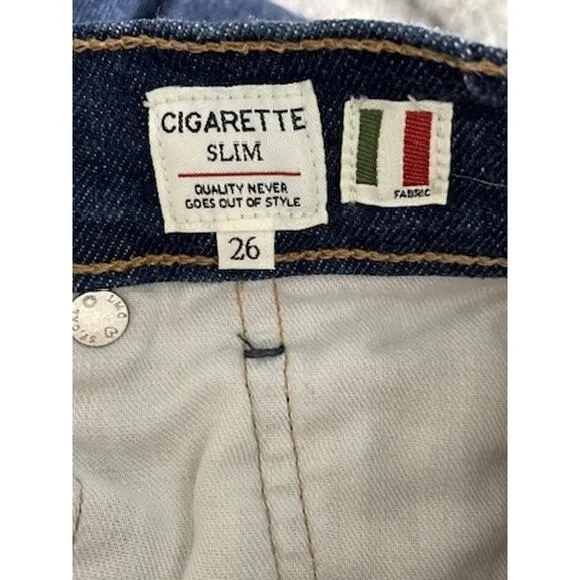 CIGARETTE
SLIM
QUALITY NEVER
GOES OUT OF STYLE
26
FABRIC